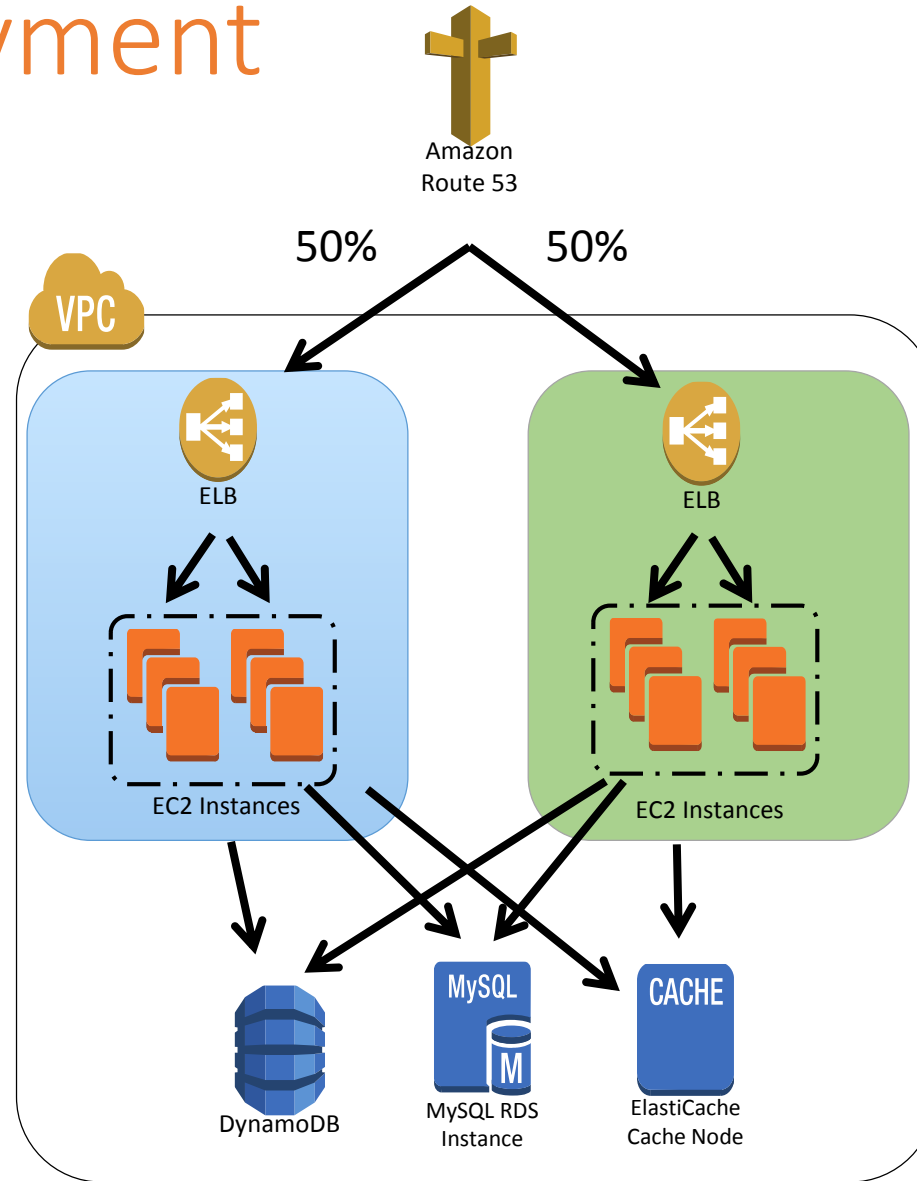 Amazon
Route 53
50%
50%
VPC
ELB
ELB
EC2 Instances
EC2 Instances
MySQL
M
CACHE
DynamoDB
MySQL RDS
Instance
ElastiCache
Cache Node